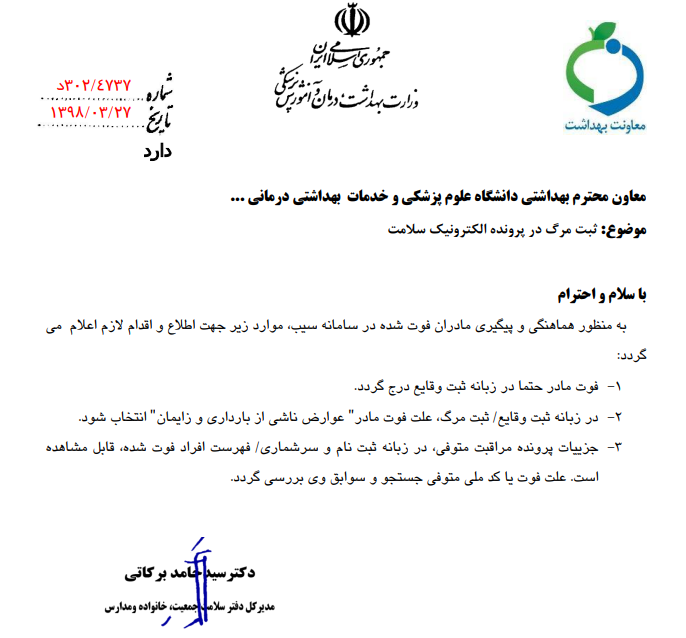 جمهوری اسلامی ایران
وزارت بهداشت، درمان و آموزش پزشکی
معاونت بهداشت
شماره ۳۰۲/٤۷۳۷د
تاریخ ۱۳۹۸/۰۳/۲۷
دارد
معاون محترم بهداشتی دانشگاه علوم پزشکی و خدمات بهداشتی درمانی ...
موضوع: ثبت مرگ در پرونده الکترونیک سلامت
با سلام و احترام
به منظور هماهنگی و پیگیری مادران فوت شده در سامانه سیب، موارد زیر جهت اطلاع و اقدام لازم اعلام می
گردد:
۱- فوت مادر حتما در زبانه ثبت وقایع درج گردد.
۲- در زبانه ثبت وقایع/ ثبت مرگ، علت فوت مادر" عوارض ناشی از بارداری و زایمان" انتخاب شود.
۳- جزییات پرونده مراقبت متوفی، در زبانه ثبت نام و سرشماری/ فهرست افراد فوت شده، قابل مشاهده
است. علت فوت با کد ملی متوفی جستجو و سوابق وی بررسی گردد.
دکترسیدحامد برکاتی
مدیرکل دفتر سلامت جمعیت، خانواده ومدارس